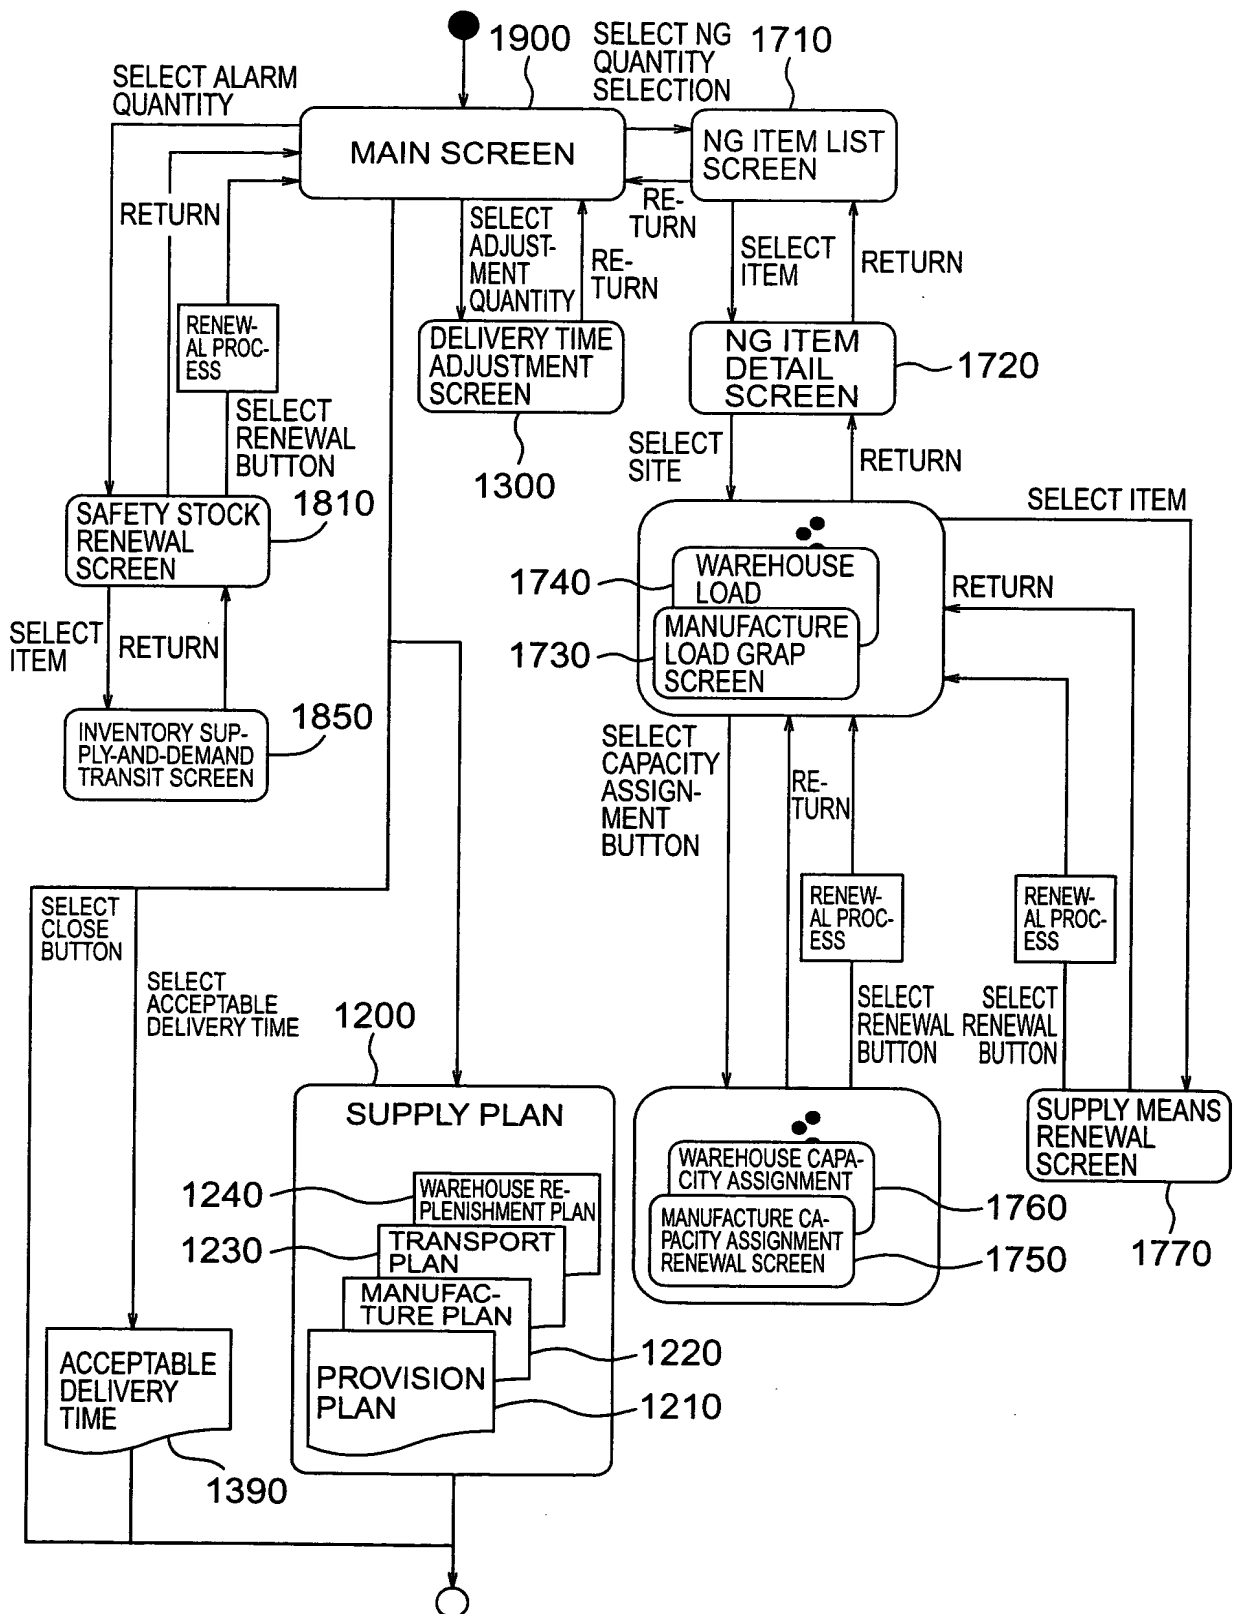 1900
SELECT NG
QUANTITY
SELECTION
1710
SELECT ALARM
QUANTITY
MAIN SCREEN
NG ITEM LIST
SCREEN
RETURN
RE-
TURN
SELECT
ADJUST-
MENT
QUANTITY
RE-
TURN
SELECT
ITEM
RETURN
RENEW-
AL PROC-
ESS
DELIVERY TIME
ADJUSTMENT
SCREEN
NG ITEM
DETAIL
SCREEN
1720
SELECT
RENEWAL
BUTTON
1300
SELECT
SITE
RETURN
SAFETY STOCK
RENEWAL
SCREEN
1810
SELECT ITEM
1740
WAREHOUSE
LOAD
RETURN
SELECT
ITEM
RETURN
1730
MANUFACTURE
LOAD GRAP
SCREEN
INVENTORY SUP-
PLY-AND-DEMAND
TRANSIT SCREEN
1850
SELECT
CAPACITY
ASSIGN-
MENT
BUTTON
RE-
TURN
SELECT
CLOSE
BUTTON
RENEW-
AL PROC-
ESS
RENEW-
AL PROC-
ESS
SELECT
ACCEPTABLE
DELIVERY TIME
1200
SELECT
RENEWAL
BUTTON
SELECT
RENEWAL
BUTTON
SUPPLY PLAN
SUPPLY MEANS
RENEWAL
SCREEN
1240
WAREHOUSE RE-
PLENISHMENT PLAN
WAREHOUSE CAPA-
CITY ASSIGNMENT
1760
1230
TRANSPORT
PLAN
MANUFACTURE CA-
PACITY ASSIGNMENT
RENEWAL SCREEN
1750
1770
MANUFAC-
TURE PLAN
1220
ACCEPTABLE
DELIVERY
TIME
PROVISION
PLAN
1210
1390